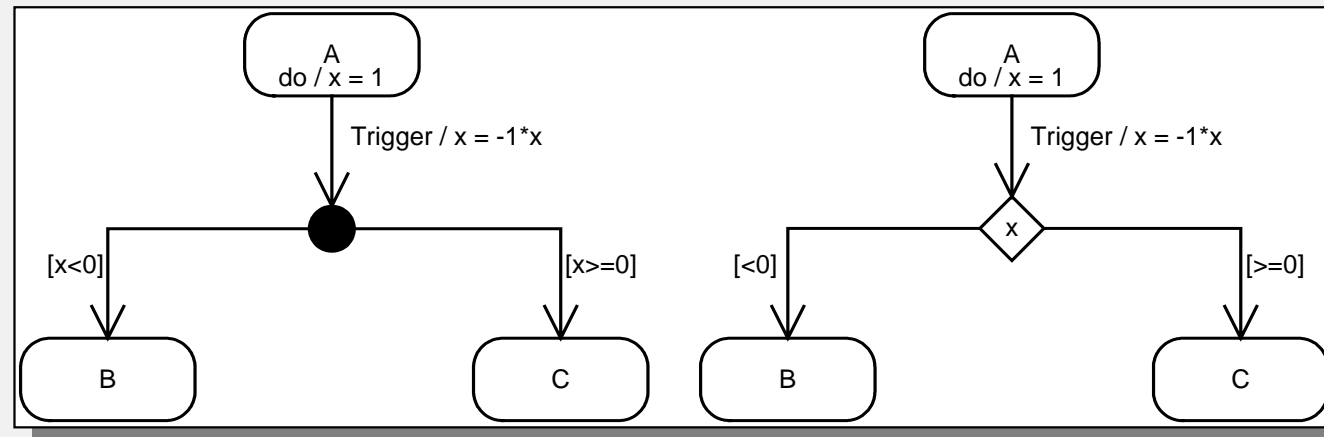 A
do / x = 1
Trigger / x = -1*x
[x<0]
[x>=0]
B
C
A
do / x = 1
Trigger / x = -1*x
x
[<0]
[>=0]
B
C